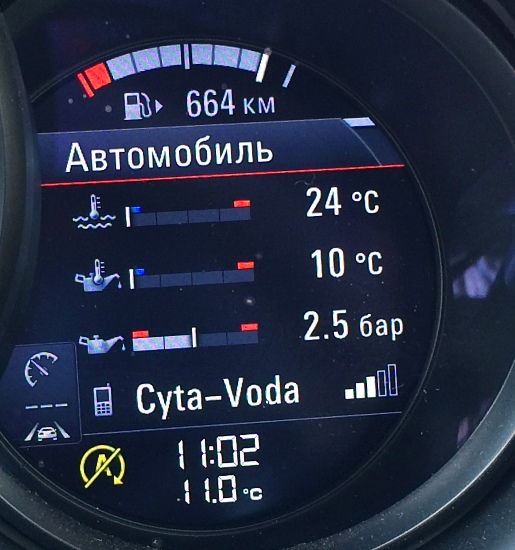 664 км
Автомобиль
24 °C
10 °C
2.5 бар
Cyta-Voda
A
11:02
11.0 °C